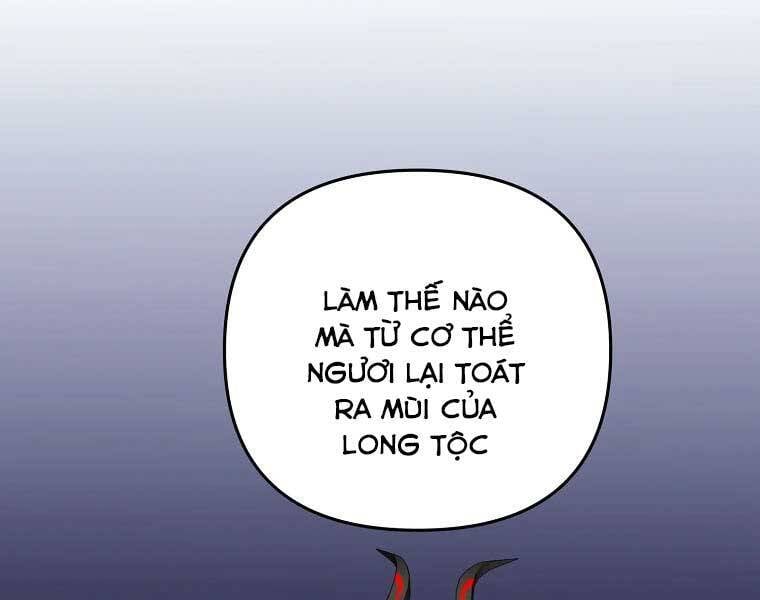 LÀM THẾ NÀO
MÀ TỪ CƠ THỂ
NGƯƠI LẠI TOÁT
RA MÙI CỦA
LONG TỘC